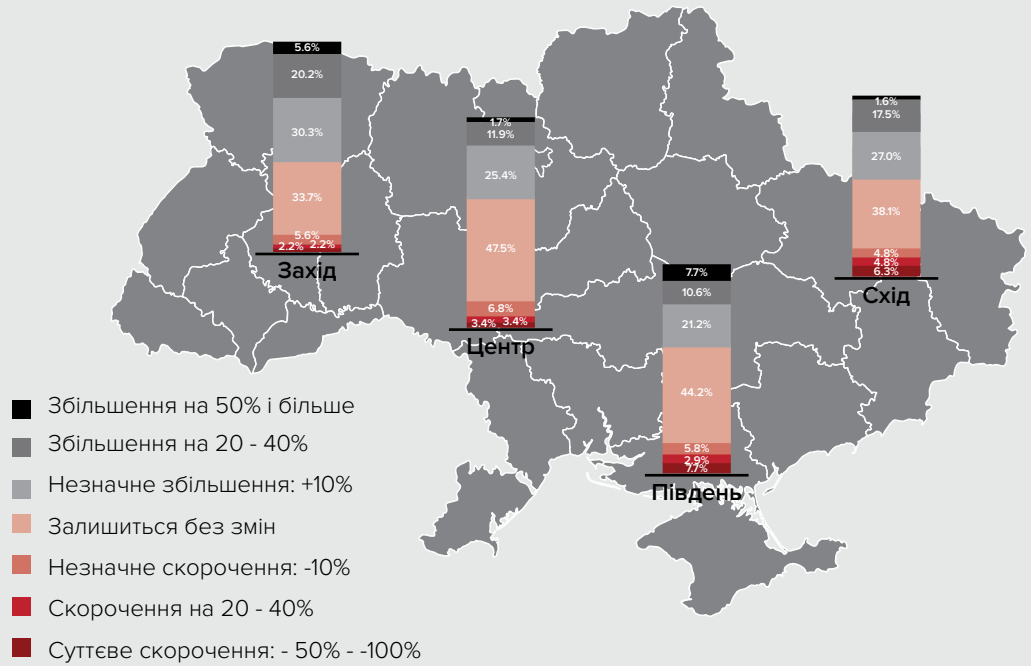 5.6%
20.2%
30.3%
33.7%
5.6%
2.2% 2.2%
Захід
1.7%
11.9%
25.4%
47.5%
6.8%
3.4% 3.4%
Центр
1.6%
17.5%
27.0%
38.1%
4.8%
4.8%
6.3%
Схід
7.7%
10.6%
21.2%
44.2%
5.8%
2.9%
7.7%
Південь
Збільшення на 50% і більше
Збільшення на 20 - 40%
Незначне збільшення: +10%
Залишиться без змін
Незначне скорочення: -10%
Скорочення на 20 - 40%
Суттєве скорочення: - 50% - -100%